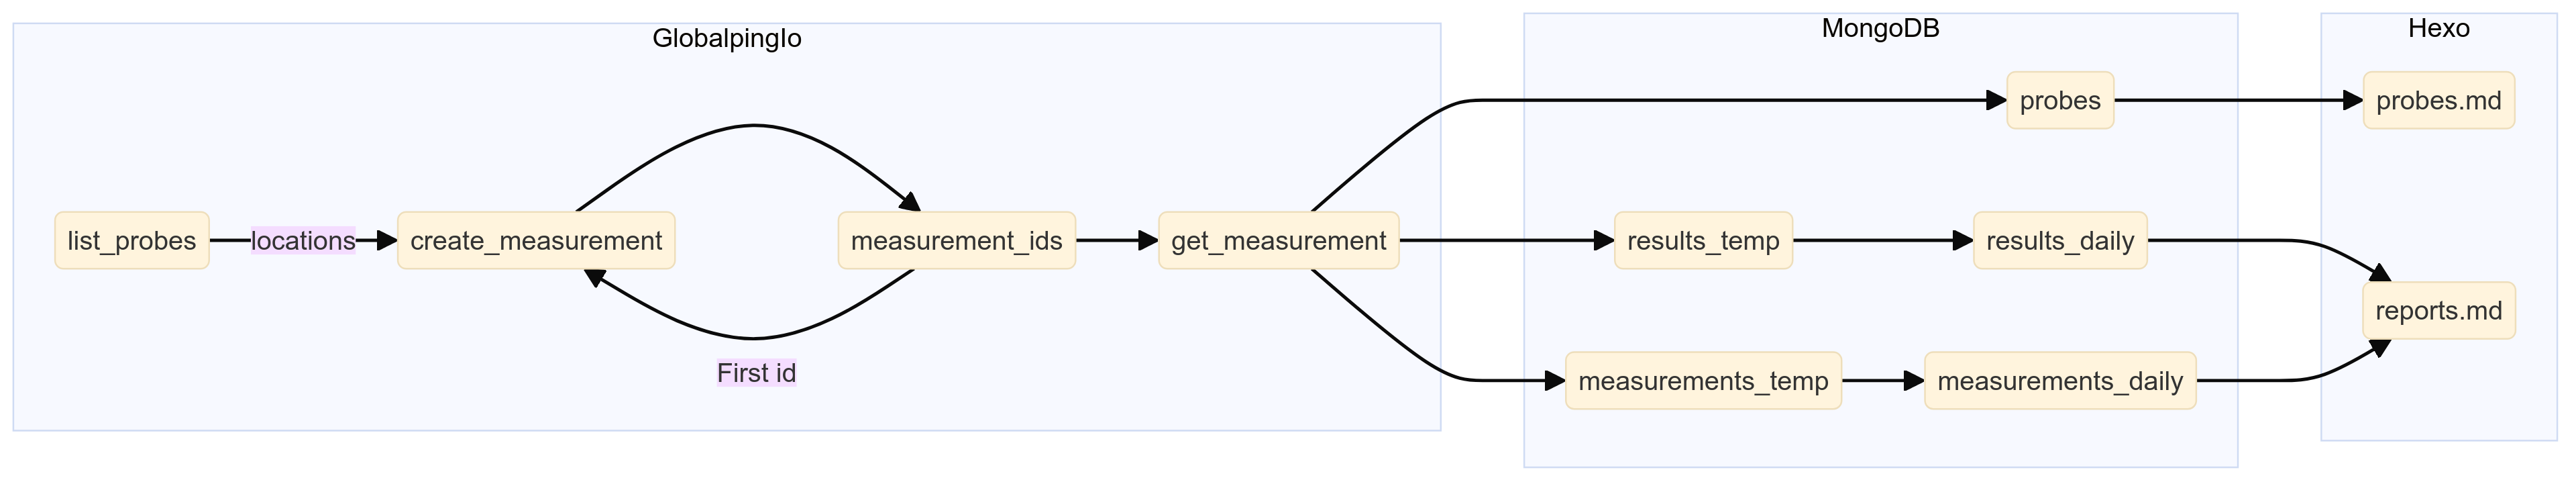 GlobalpingIo
list_probes
locations
create_measurement
First id
measurement_ids
get_measurement
MongoDB
probes
results_temp
results_daily
measurements_temp
measurements_daily
Hexo
probes.md
reports.md